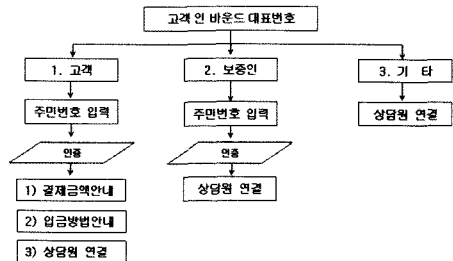 고객 인 바운드 대표번호
1. 고객
2. 보증인
3. 기 타
주민번호 입력
주민번호 입력
상담원 연결
인증
인증
1) 결제금액안내
상담원 연결
2) 입금방법안내
3) 상담원 연결